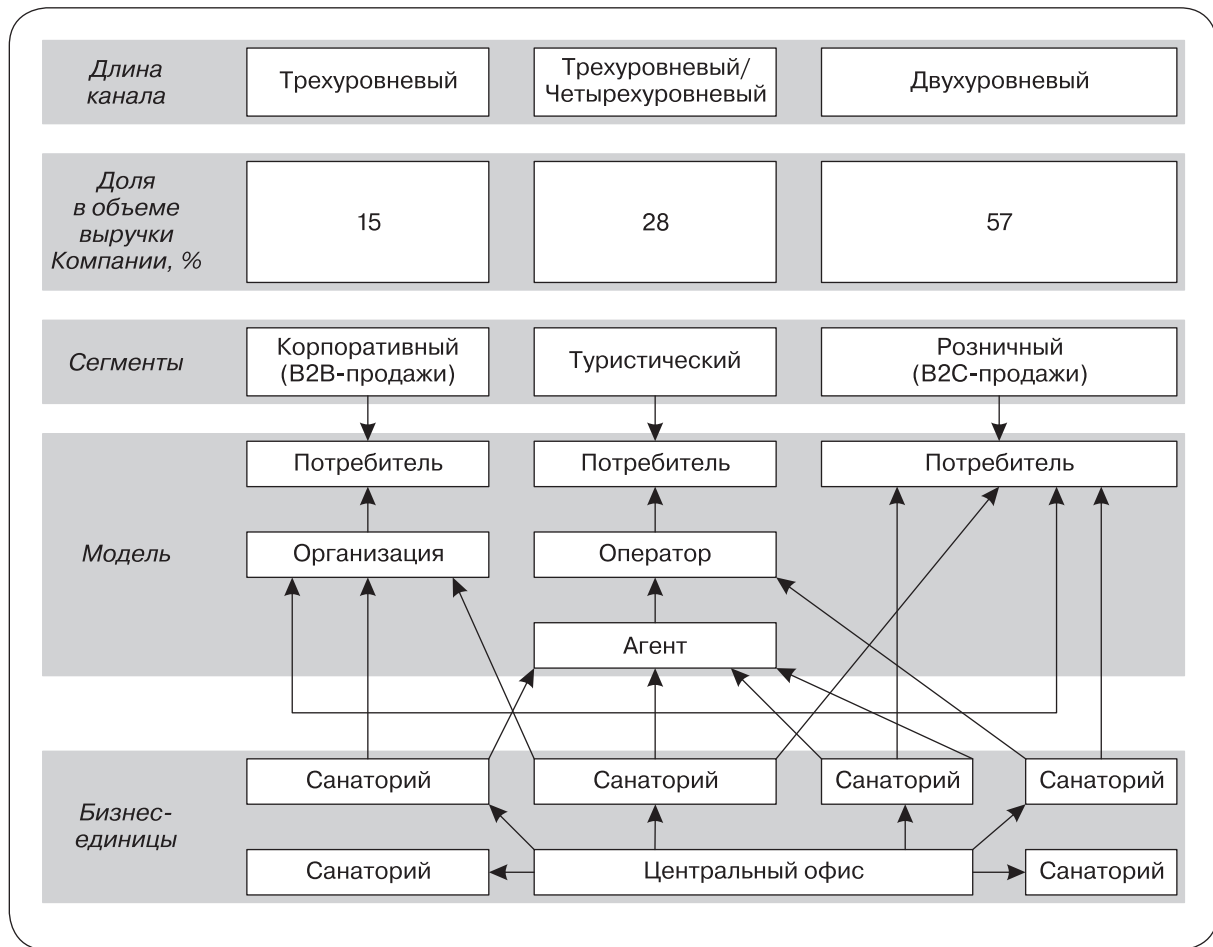 Длина
канала
Трехуровневый
Трехуровневый/
Четырехуровневый
Двухуровневый
Доля
в объеме
выручки
Компании, %
15
28
57
Сегменты
Корпоративный
(B2B-продажи)
Туристический
Розничный
(B2C-продажи)
Модель
Потребитель
Потребитель
Потребитель
Организация
Оператор
Агент
Бизнес-
единицы
Санаторий
Санаторий
Санаторий
Санаторий
Санаторий
Центральный офис
Санаторий